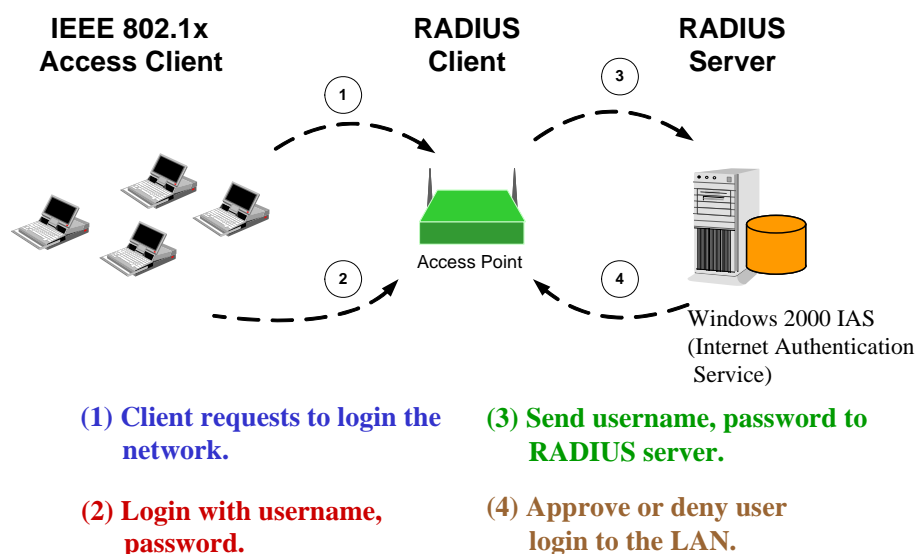 IEEE 802.1x
Access Client
RADIUS
Client
RADIUS
Server
1
3
Access Point
2
4
Windows 2000 IAS
(Internet Authentication
Service)
(1) Client requests to login the
network.
(2) Login with username,
password.
(3) Send username, password to
RADIUS server.
(4) Approve or deny user
login to the LAN.